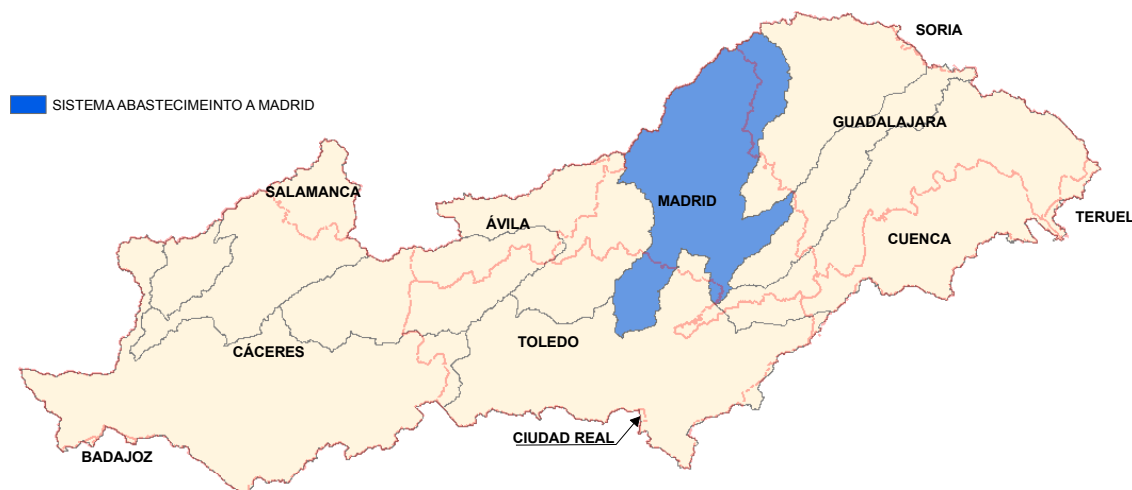 SORIA
SISTEMA ABASTECIMEINTO A MADRID
GUADALAJARA
SALAMANCA
MADRID
TERUEL
ÁVILA
CUENCA
TOLEDO
CÁCERES
CIUDAD REAL
BADAJOZ